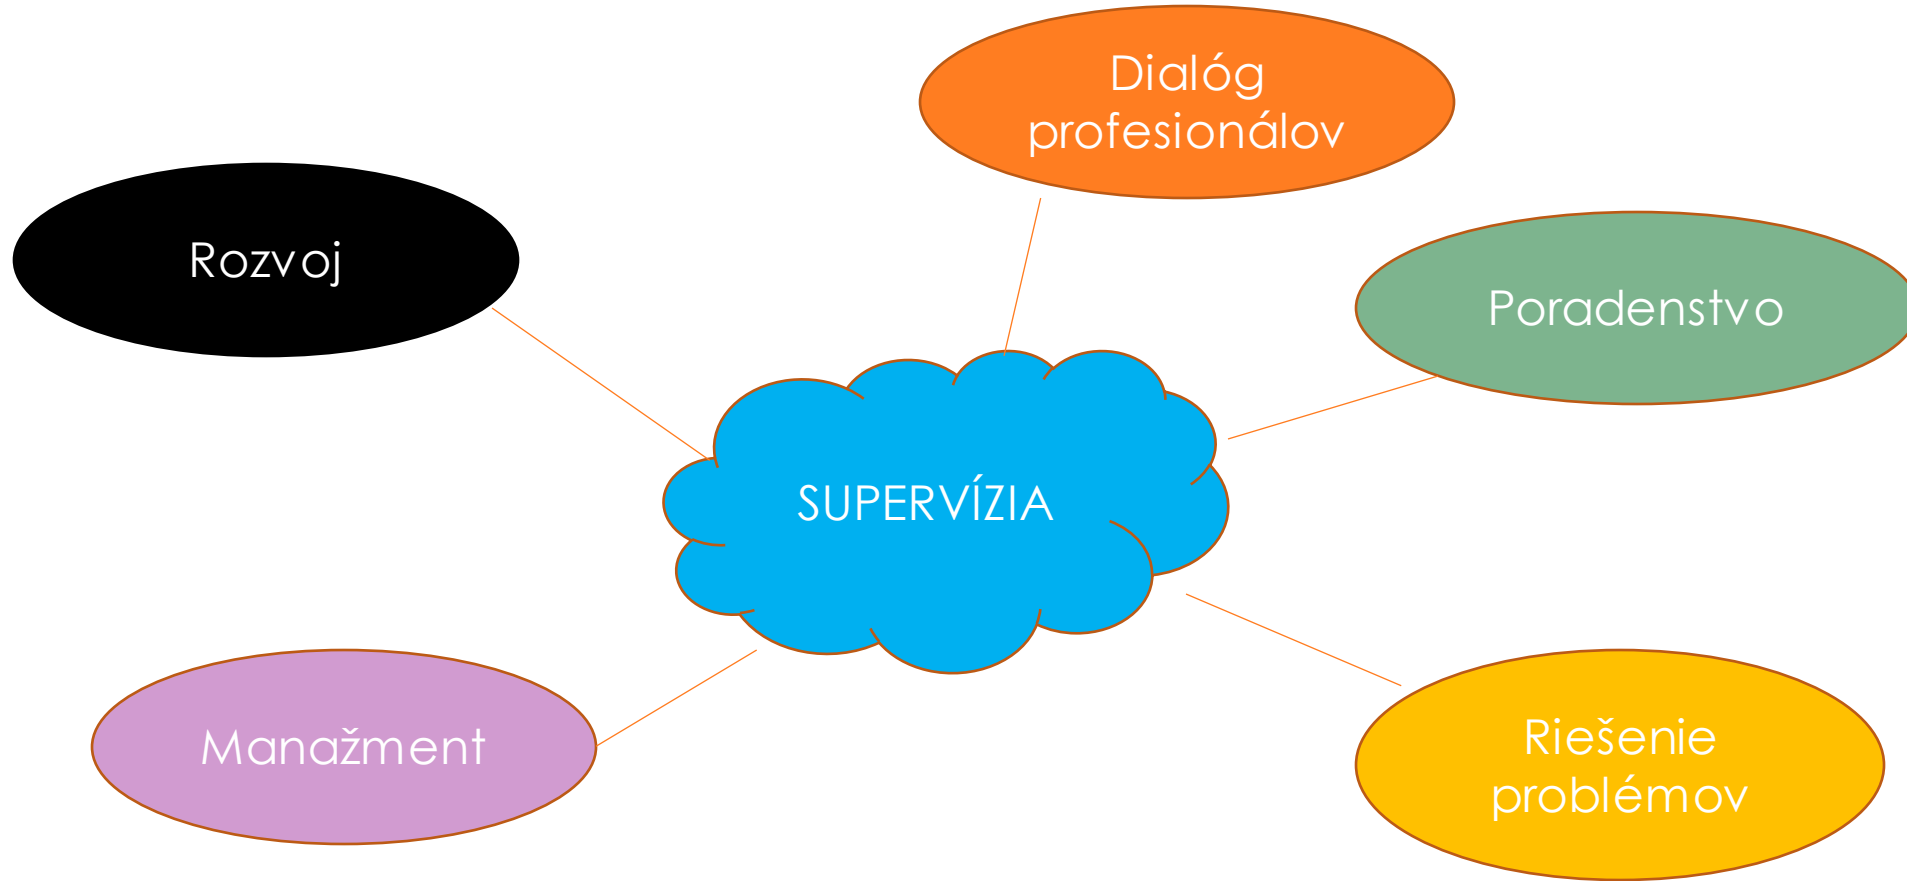 Dialóg
profesionálov
Rozvoj
Poradenstvo
SUPERVÍZIA
Manažment
Riešenie
problémov